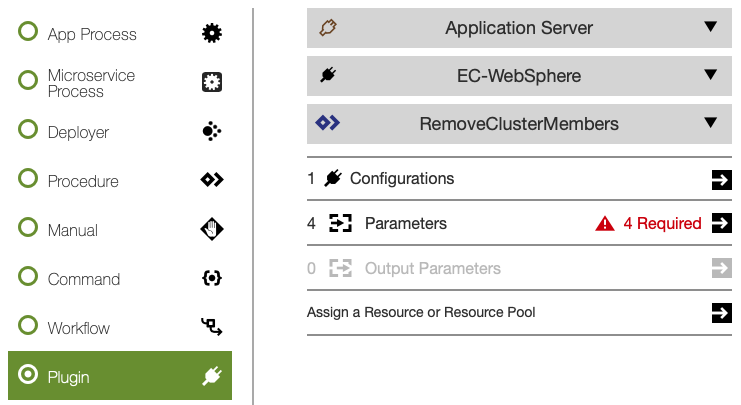 App Process
Microservice
Process
Deployer
Procedure
Manual
Command
Workflow
Plugin
Application Server
EC-WebSphere
RemoveClusterMembers
1 Configurations
4 Parameters 4 Required
0 Output Parameters
Assign a Resource or Resource Pool